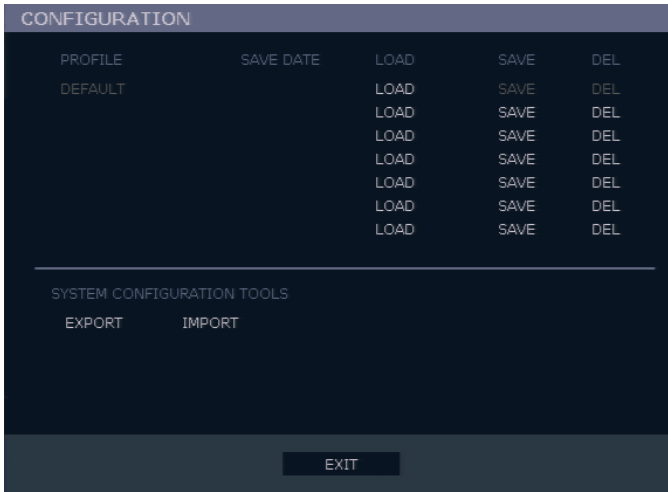 CONFIGURATION
PROFILE SAVE DATE LOAD SAVE DEL
DEFAULT LOAD SAVE DEL
LOAD SAVE DEL
LOAD SAVE DEL
LOAD SAVE DEL
LOAD SAVE DEL
LOAD SAVE DEL
LOAD SAVE DEL
SYSTEM CONFIGURATION TOOLS
EXPORT IMPORT
EXIT